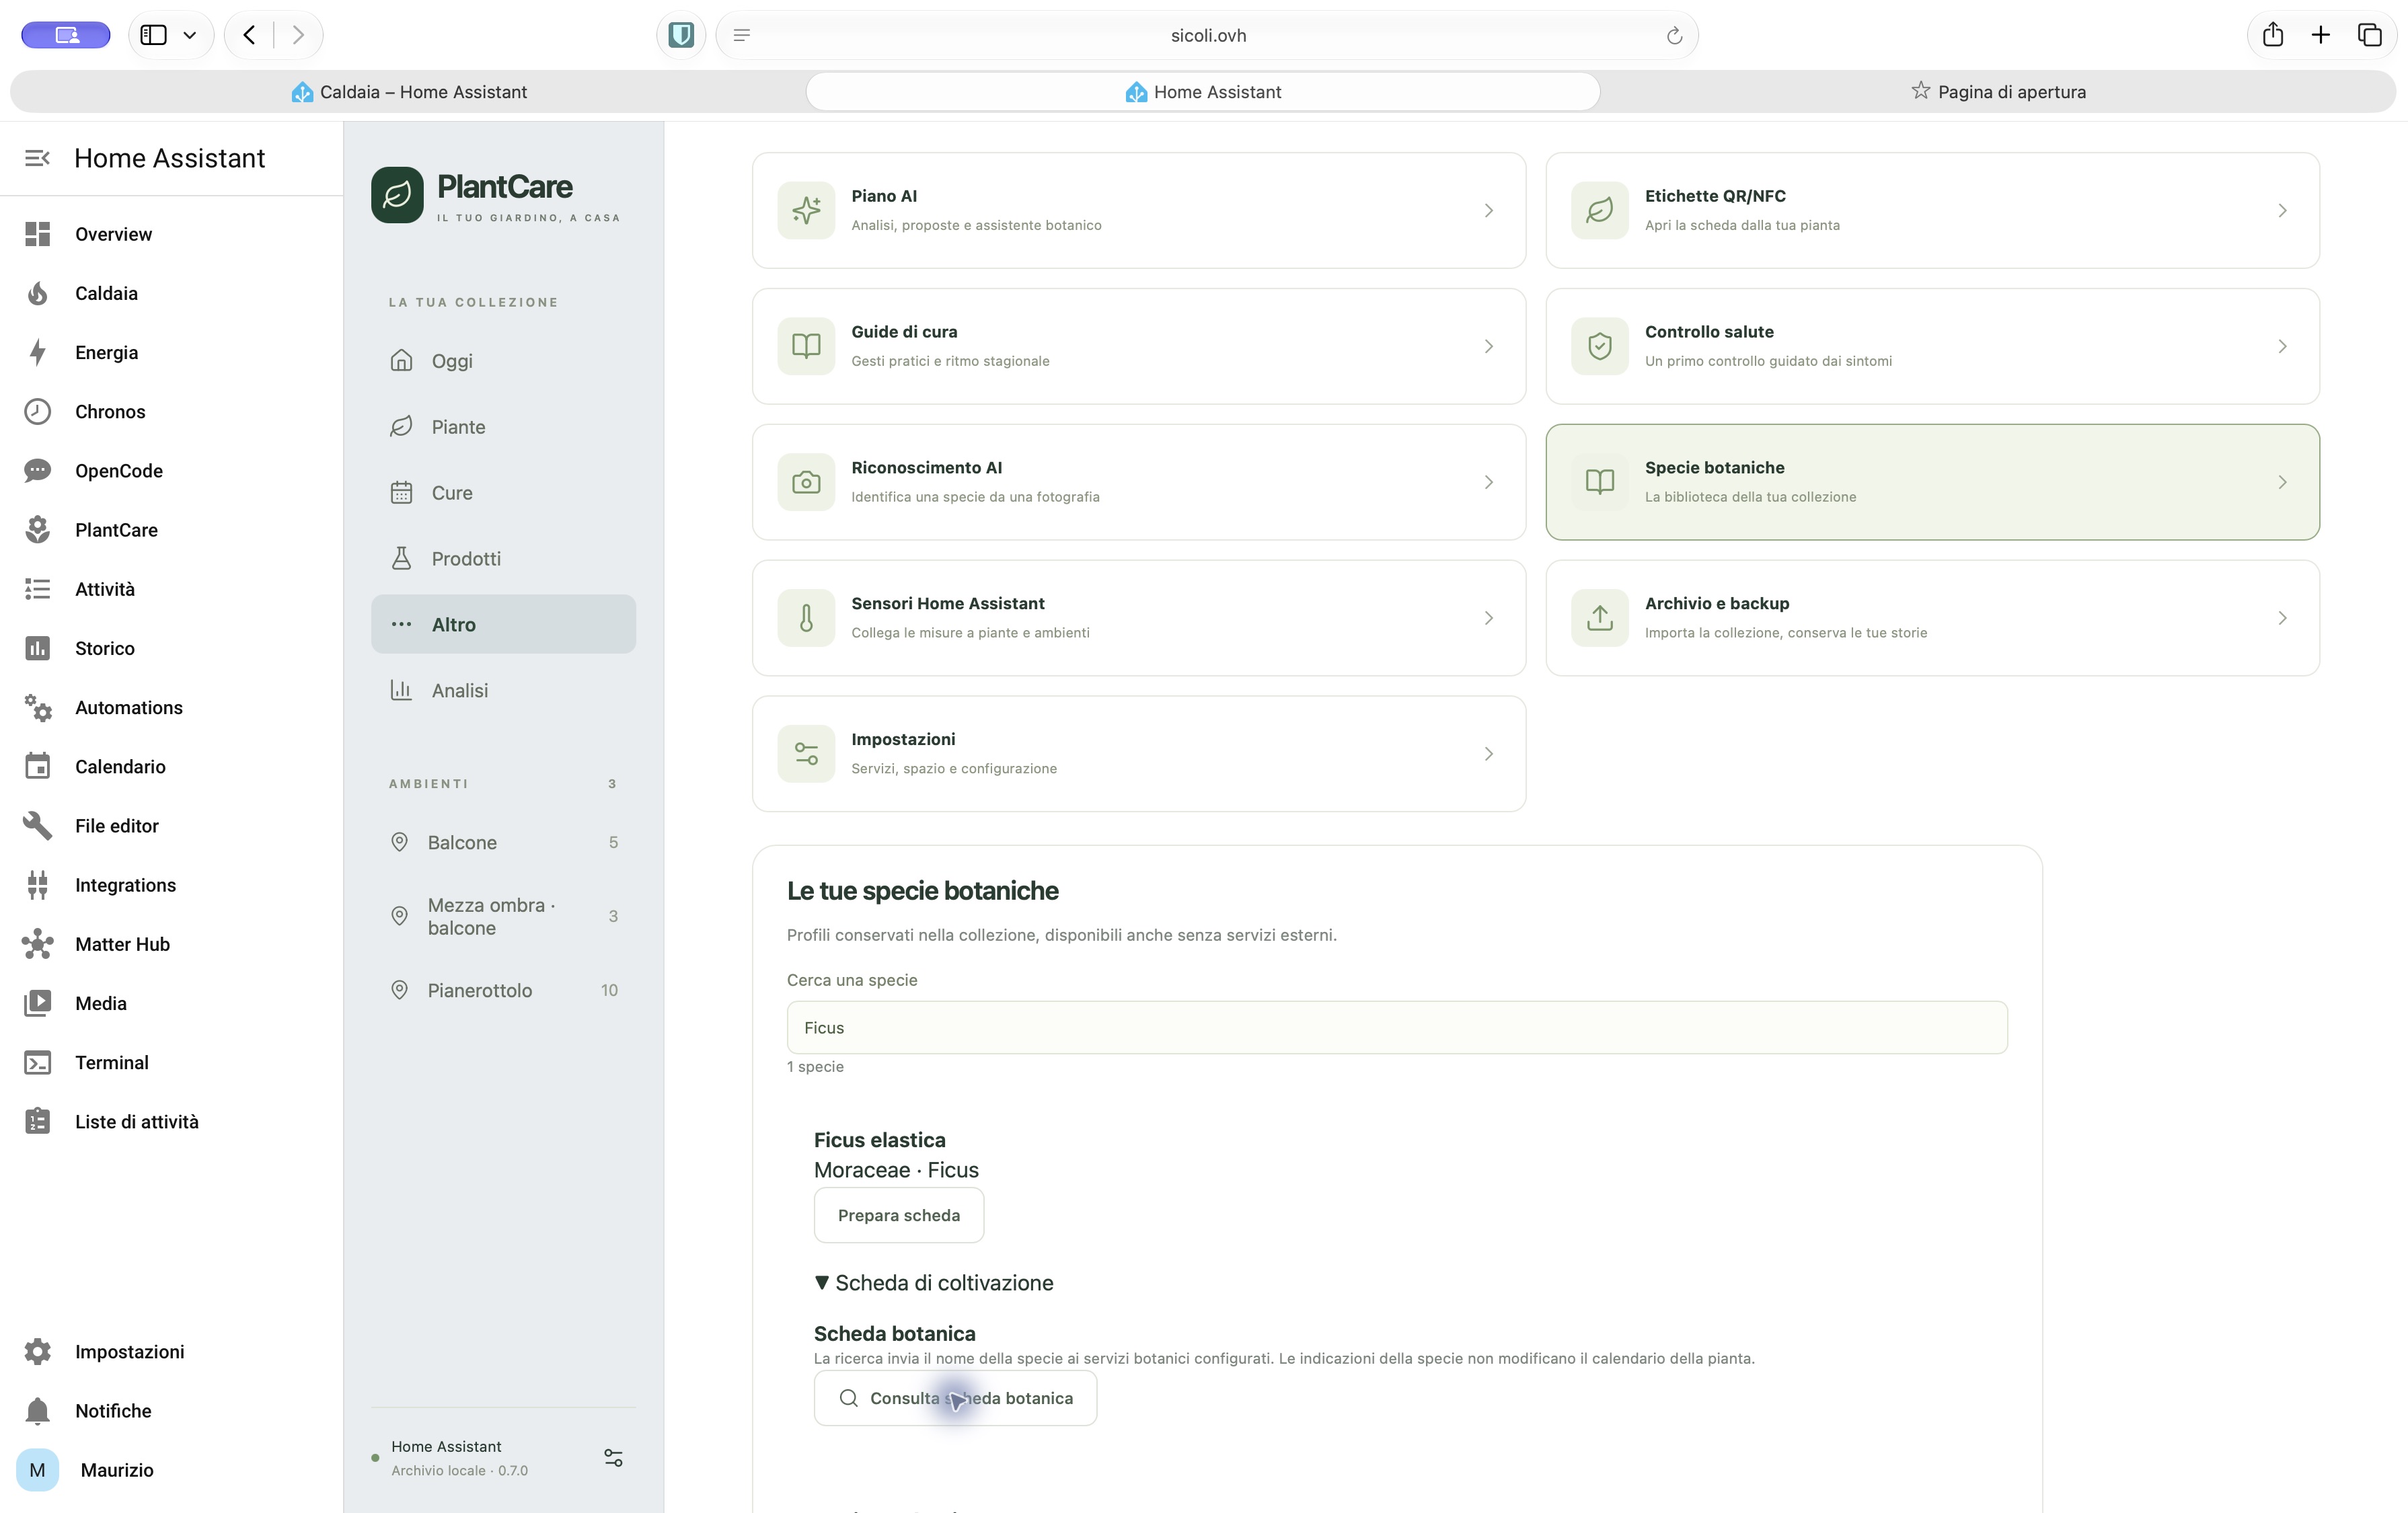 sicoli.ovh
Caldaia – Home Assistant
Home Assistant
Pagina di apertura
Home Assistant
Overview
Caldaia
Energia
Chronos
OpenCode
PlantCare
Attività
Storico
Automations
Calendario
File editor
Integrations
Matter Hub
Media
Terminal
Liste di attività
Impostazioni
Notifiche
M
Maurizio
PlantCare
IL TUO GIARDINO, A CASA
LA TUA COLLEZIONE
Oggi
Piante
Cure
Prodotti
Altro
Analisi
AMBIENTI 3
Balcone 5
Mezza ombra ·
balcone 3
Pianerottolo 10
Home Assistant
Archivio locale · 0.7.0
Piano AI
Analisi, proposte e assistente botanico
Etichette QR/NFC
Apri la scheda dalla tua pianta
Guide di cura
Gesti pratici e ritmo stagionale
Controllo salute
Un primo controllo guidato dai sintomi
Riconoscimento AI
Identifica una specie da una fotografia
Specie botaniche
La biblioteca della tua collezione
Sensori Home Assistant
Collega le misure a piante e ambienti
Archivio e backup
Importa la collezione, conserva le tue storie
Impostazioni
Servizi, spazio e configurazione
Le tue specie botaniche
Profili conservati nella collezione, disponibili anche senza servizi esterni.
Cerca una specie
Ficus
1 specie
Ficus elastica
Moraceae · Ficus
Prepara scheda
Scheda di coltivazione
Scheda botanica
La ricerca invia il nome della specie ai servizi botanici configurati. Le indicazioni della specie non modificano il calendario della pianta.
Consulta scheda botanica